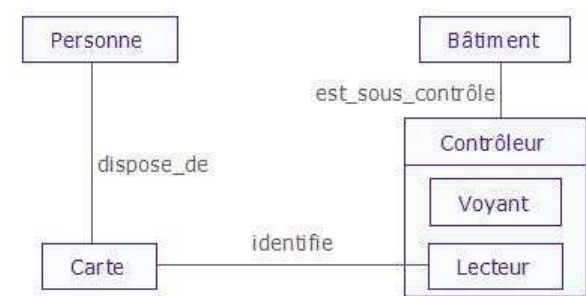 Personne
Bâtiment
est_sous_contrôle
Contrôleur
dispose_de
Voyant
identifie
Carte
Lecteur